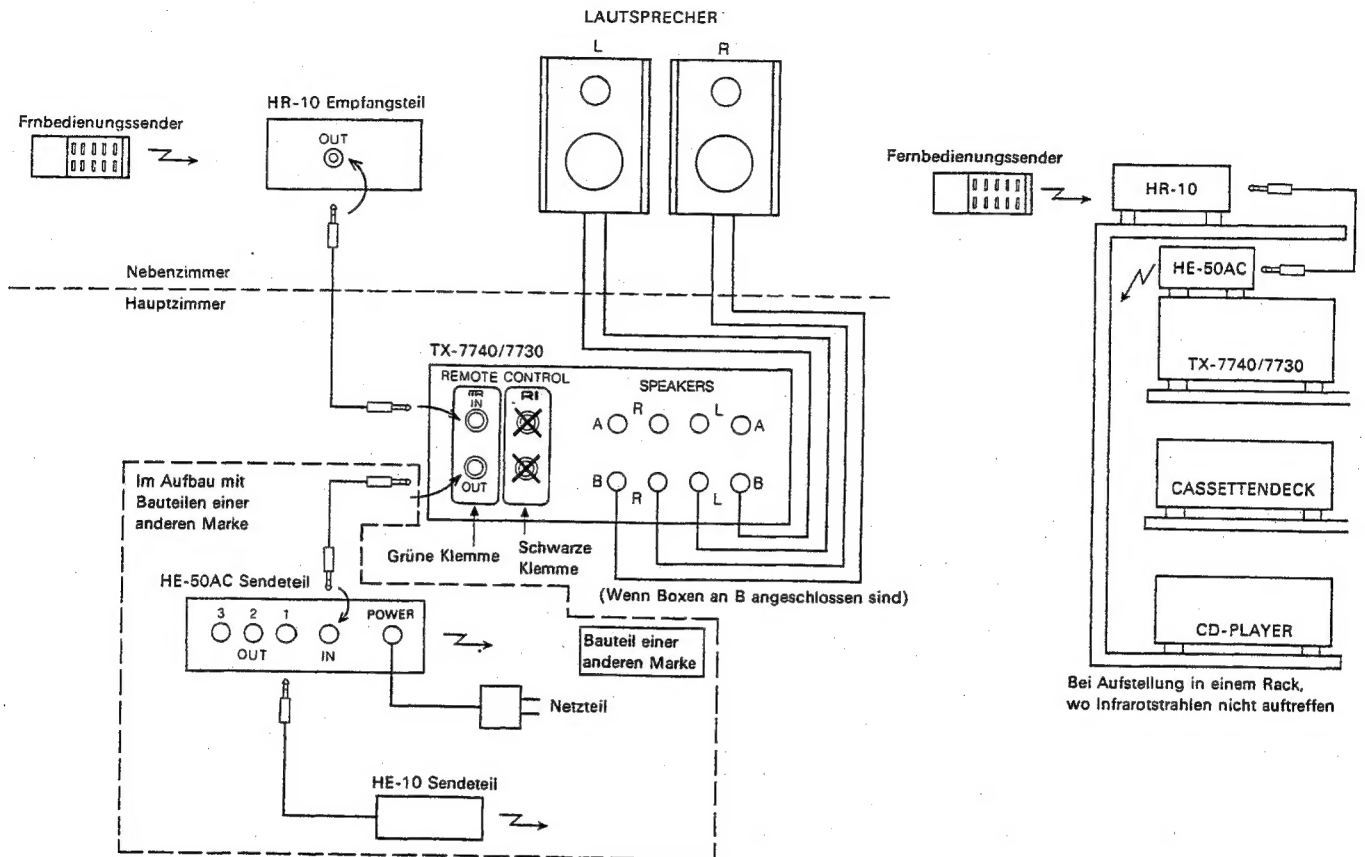 LAUTSPRECHER
L
R
HR-10 Empfangsteil
OUT
Frnbedienungssender
Nebenzimmer
Hauptzimmer
TX-7740/7730
REMOTE CONTROL
IN
RI
OUT
SPEAKERS
A
R
L
A
B
R
L
B
Grüne Klemme
Schwarze
Klemme
(Wenn Boxen an B angeschlossen sind)
Im Aufbau mit
Bauteilen einer
anderen Marke
HE-50AC Sendeteil
3
2
1
POWER
OUT
IN
Bauteil einer
anderen Marke
Netzteil
HE-10 Sendeteil
Fernbedienungssender
HR-10
HE-50AC
TX-7740/7730
CASSETTENDECK
CD-PLAYER
Bei Aufstellung in einem Rack,
wo Infrarotstrahlen nicht auftreffen